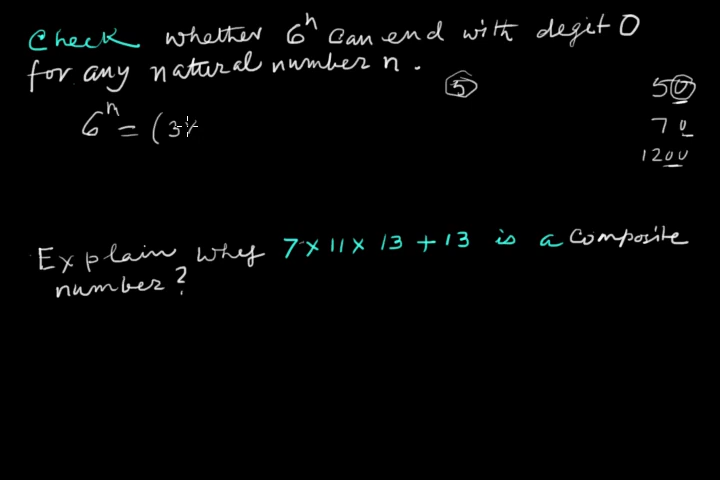 Check whether 6ⁿ can end with degit 0
for any natural number n.
5
50
6ⁿ = (3×
70
1200
Explain why 7 × 11 × 13 + 13 is a composite
number?